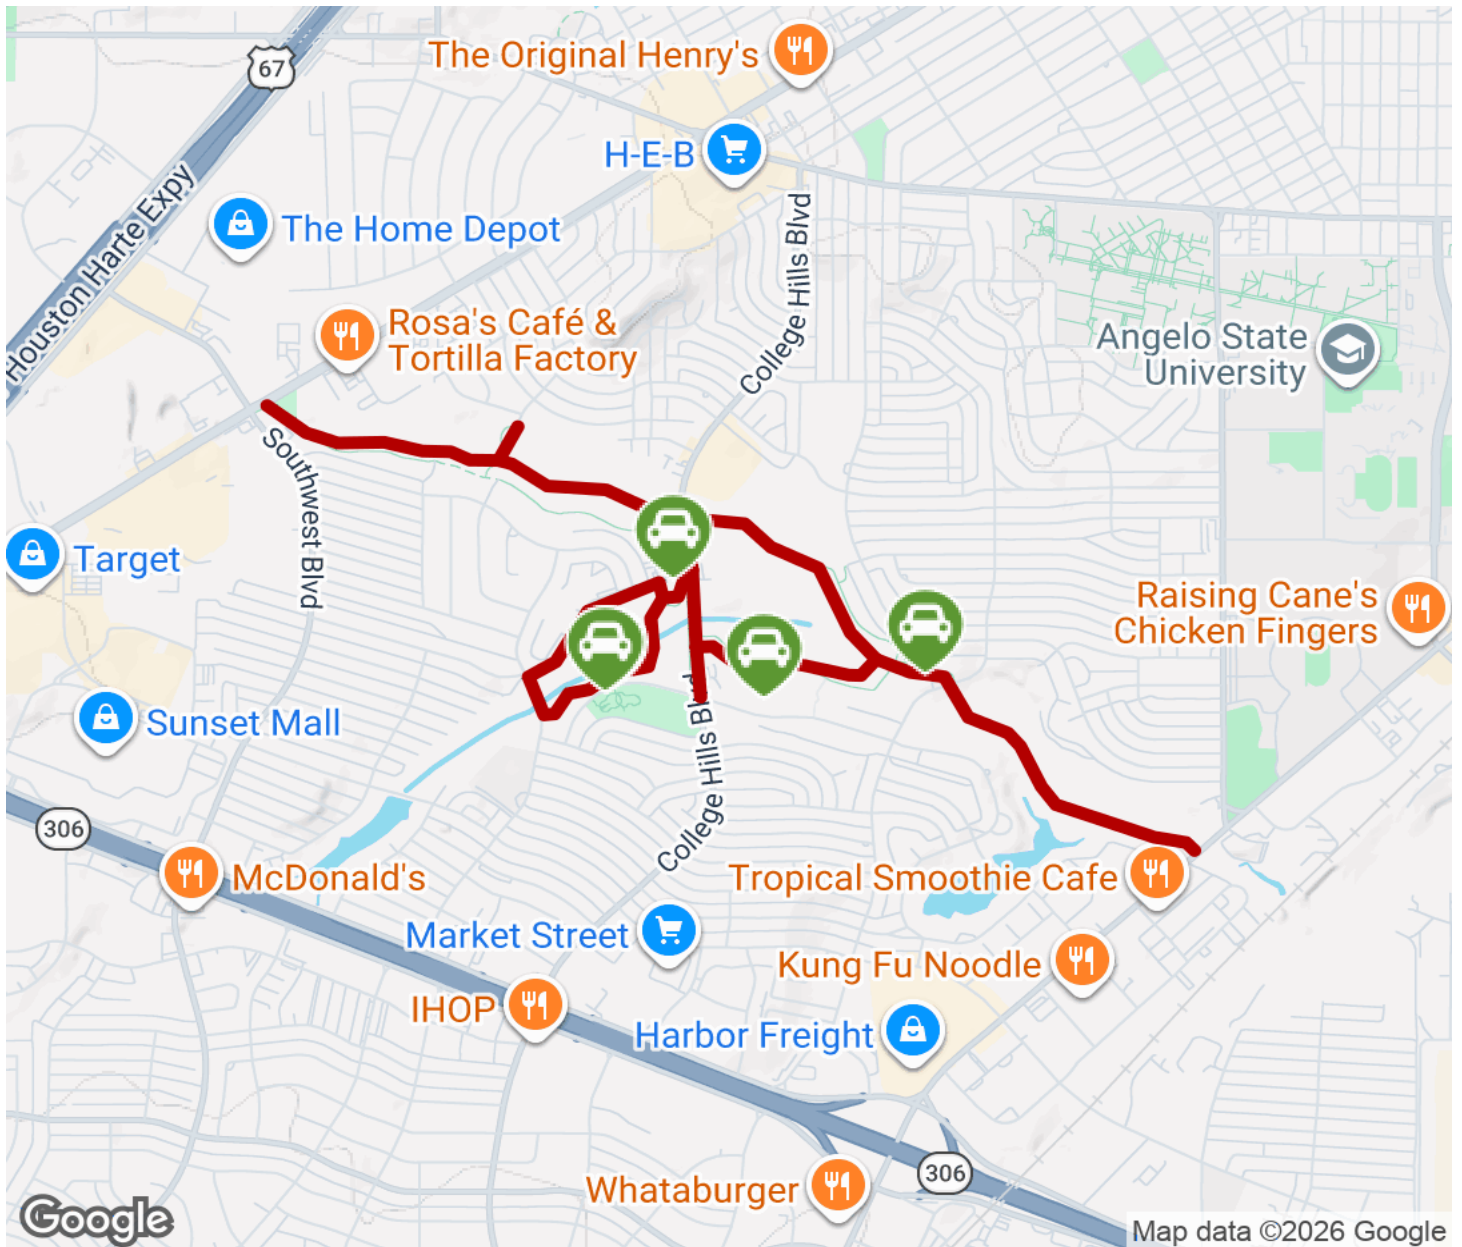 The Original Henry's
67
H-E-B
Houston Harte Expy
The Home Depot
College Hills Blvd
Rosa's Café &
Tortilla Factory
Angelo State
University
Southwest Blvd
Target
Raising Cane's
Chicken Fingers
Sunset Mall
College Hills Blvd
306
McDonald's
Tropical Smoothie Cafe
Market Street
Kung Fu Noodle
IHOP
Harbor Freight
306
Whataburger
Google
Map data ©2026 Google